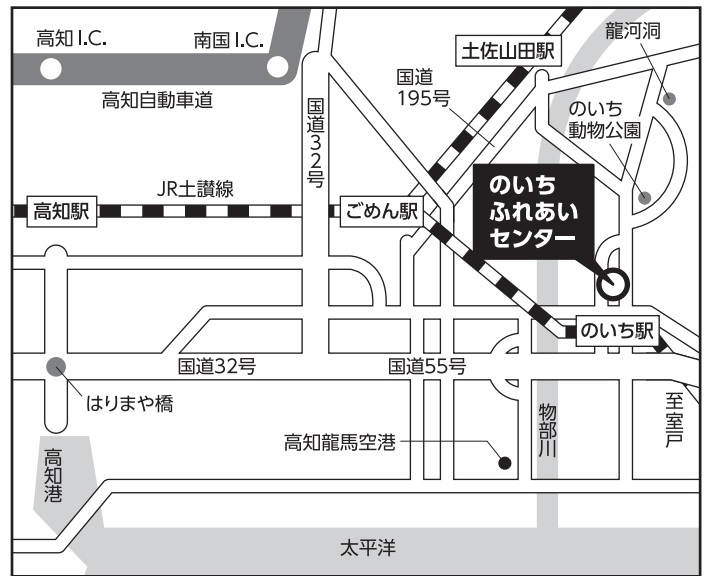 高知 I.C.
南国 I.C.
高知自動車道
土佐山田駅
龍河洞
国道
195号
のいち
動物公園
国道32号
JR土讃線
高知駅
ごめん駅
のいち
ふれあい
センター
のいち駅
国道32号
国道55号
はりまや橋
高知龍馬空港
物部川
至室戸
高知港
太平洋